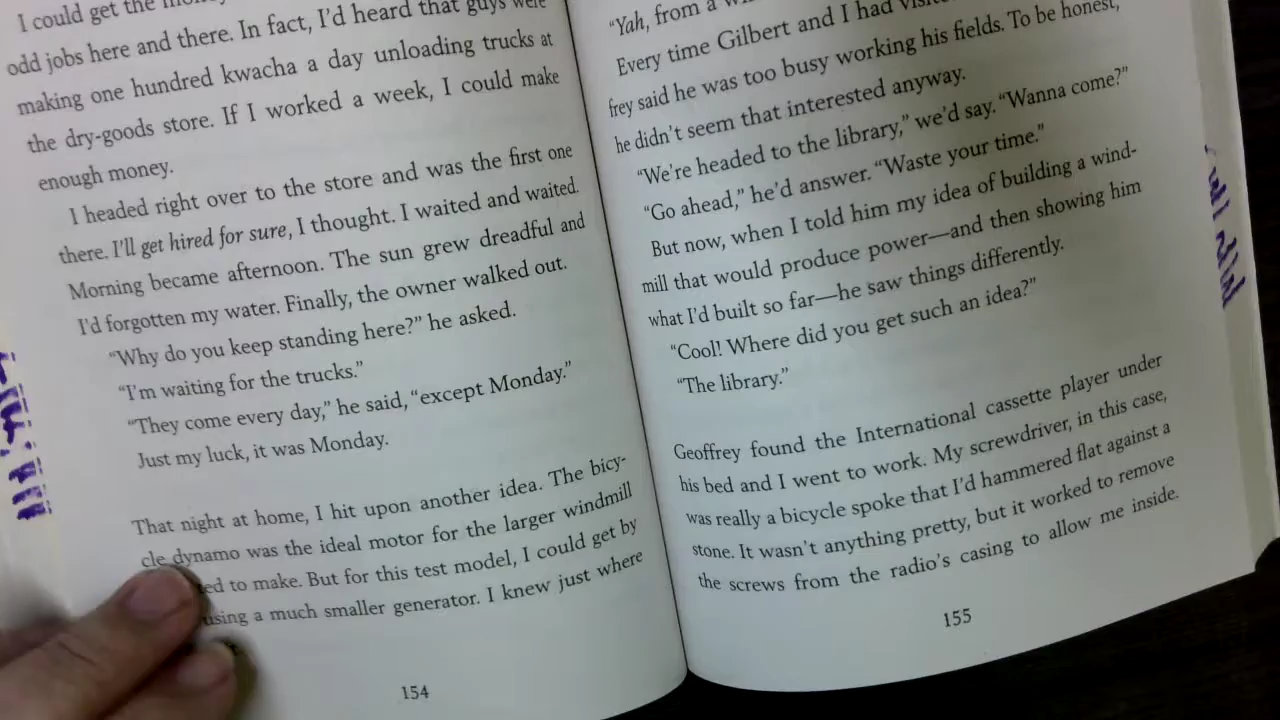 I could get the money
odd jobs here and there. In fact, I'd heard that guys were
making one hundred kwacha a day unloading trucks at
the dry-goods store. If I worked a week, I could make
enough money.
I headed right over to the store and was the first one
there. I'll get hired for sure, I thought. I waited and waited.
Morning became afternoon. The sun grew dreadful and
I'd forgotten my water. Finally, the owner walked out.
"Why do you keep standing here?" he asked.
"I'm waiting for the trucks."
"They come every day," he said, "except Monday."
Just my luck, it was Monday.
That night at home, I hit upon another idea. The bicy-
cle dynamo was the ideal motor for the larger windmill
ted to make. But for this test model, I could get by
using a much smaller generator. I knew just where
154
"Yah, from a
Every time Gilbert and I had
frey said he was too busy working his fields. To be honest,
he didn't seem that interested anyway.
"We're headed to the library," we'd say. "Wanna come?"
"Go ahead," he'd answer. "Waste your time."
But now, when I told him my idea of building a wind-
mill that would produce power—and then showing him
what I'd built so far—he saw things differently.
"Cool! Where did you get such an idea?"
"The library."
Geoffrey found the International cassette player under
his bed and I went to work. My screwdriver, in this case,
was really a bicycle spoke that I'd hammered flat against a
stone. It wasn't anything pretty, but it worked to remove
the screws from the radio's casing to allow me inside.
155